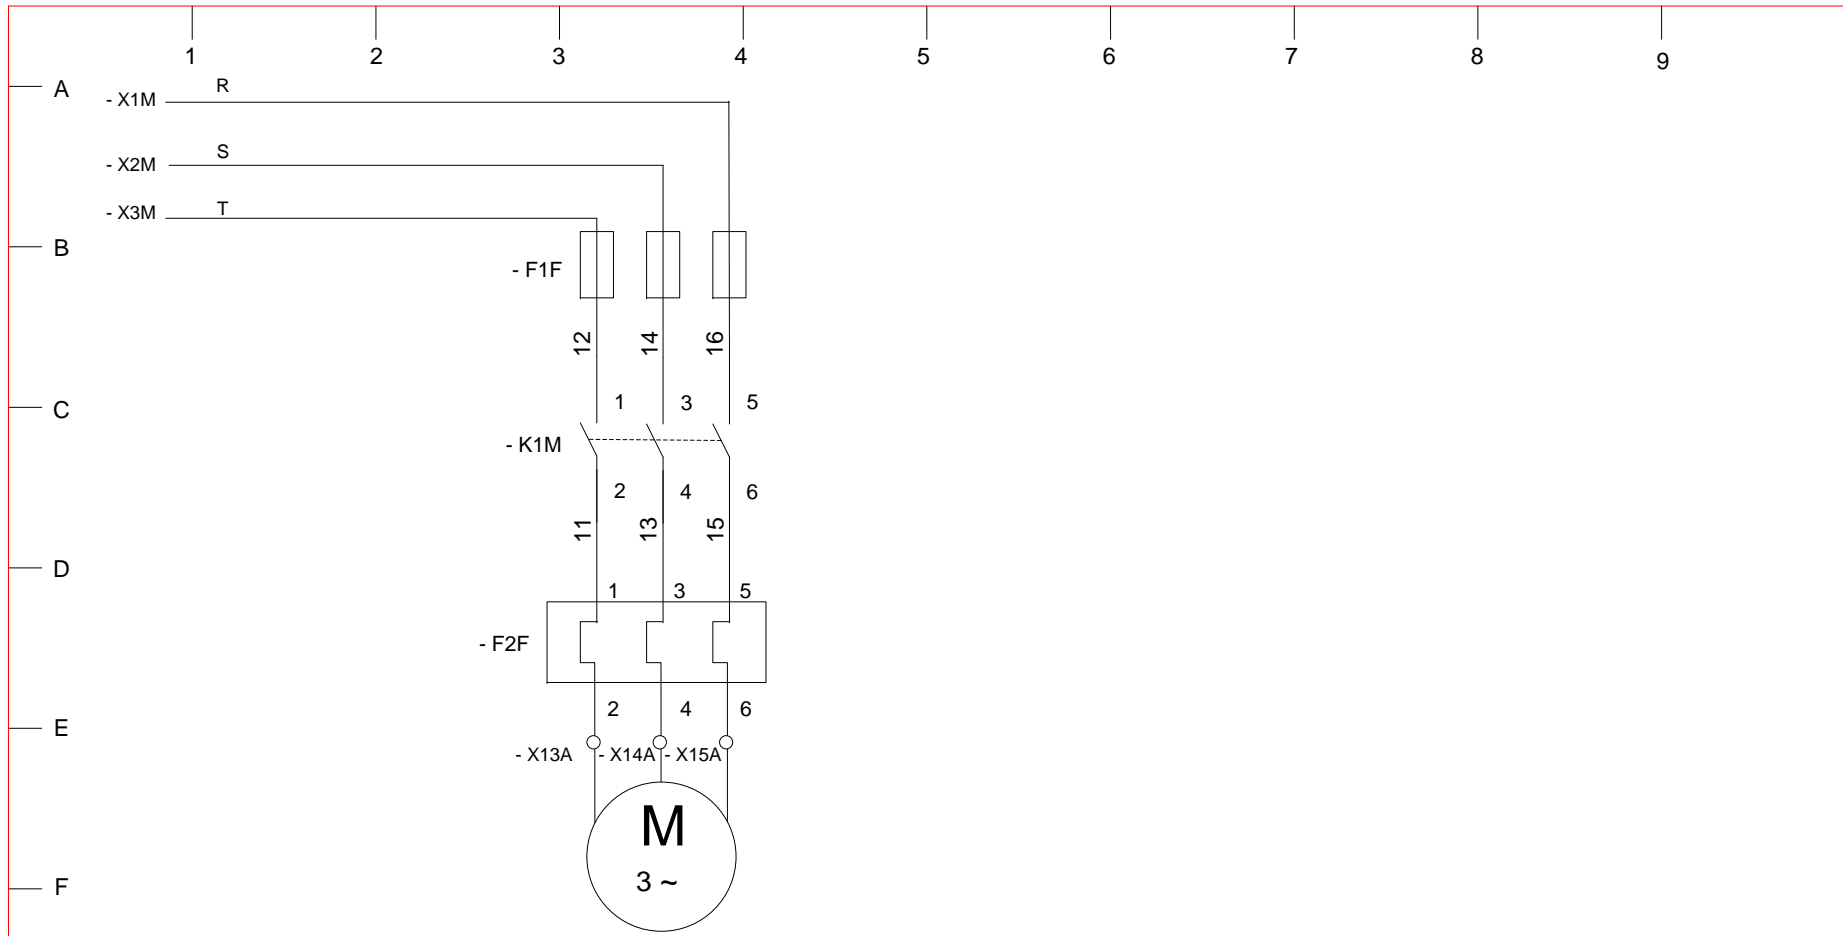 1 2 3 4 5 6 7 8 9
A
- X1M R
- X2M S
- X3M T
B
- F1F
12 14 16
C 1 3 5
- K1M
2 4 6
11 13 15
D
1 3 5
- F2F
2 4 6
E
- X13A - X14A - X15A
M
3 ~
F